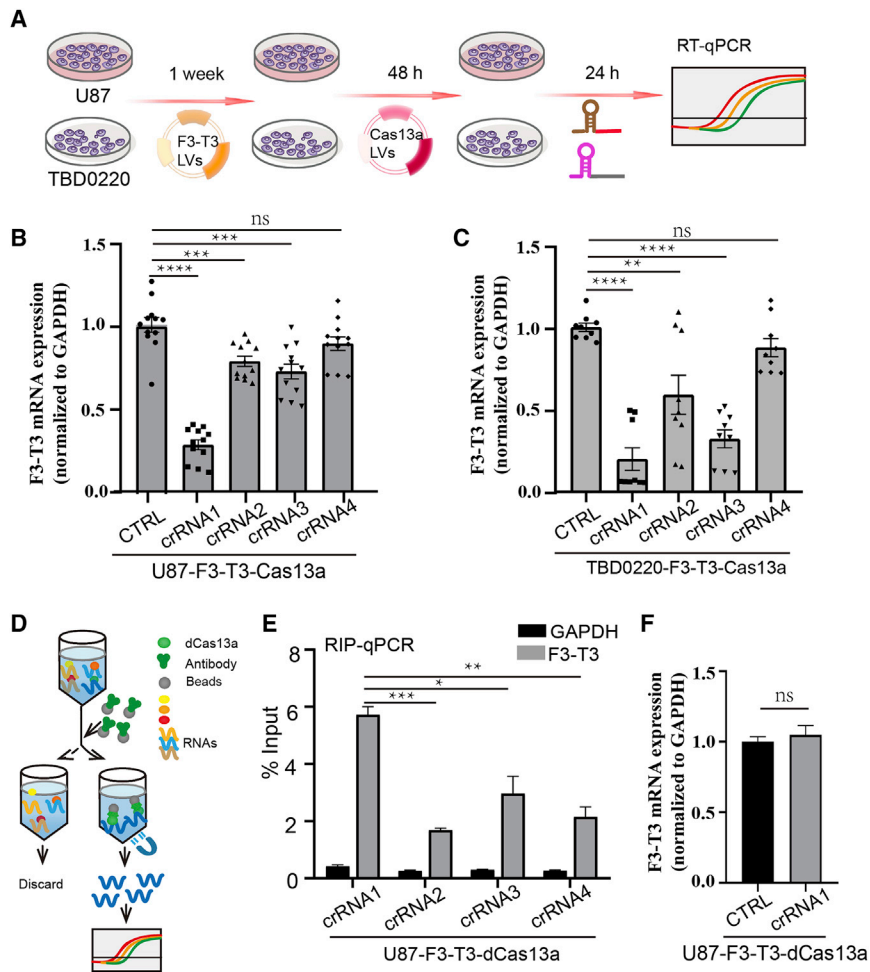 A
U87
TBD0220
1 week
F3-T3
LVs
48 h
Cas13a
LVs
24 h
RT-qPCR
B
F3-T3 mRNA expression
(normalized to GAPDH)
1.5
1.0
0.5
0.0
ns
***
***
****
CTRL
crRNA1
crRNA2
crRNA3
crRNA4
U87-F3-T3-Cas13a
C
F3-T3 mRNA expression
(normalized to GAPDH)
1.5
1.0
0.5
0.0
ns
****
**
****
CTRL
crRNA1
crRNA2
crRNA3
crRNA4
TBD0220-F3-T3-Cas13a
D
dCas13a
Antibody
Beads
RNAs
Discard
E
RIP-qPCR
GAPDH
F3-T3
% Input
8
6
4
2
0
**
*
***
crRNA1
crRNA2
crRNA3
crRNA4
U87-F3-T3-dCas13a
F
F3-T3 mRNA expression
(normalized to GAPDH)
1.5
1.0
0.5
0.0
ns
CTRL
crRNA1
U87-F3-T3-dCas13a